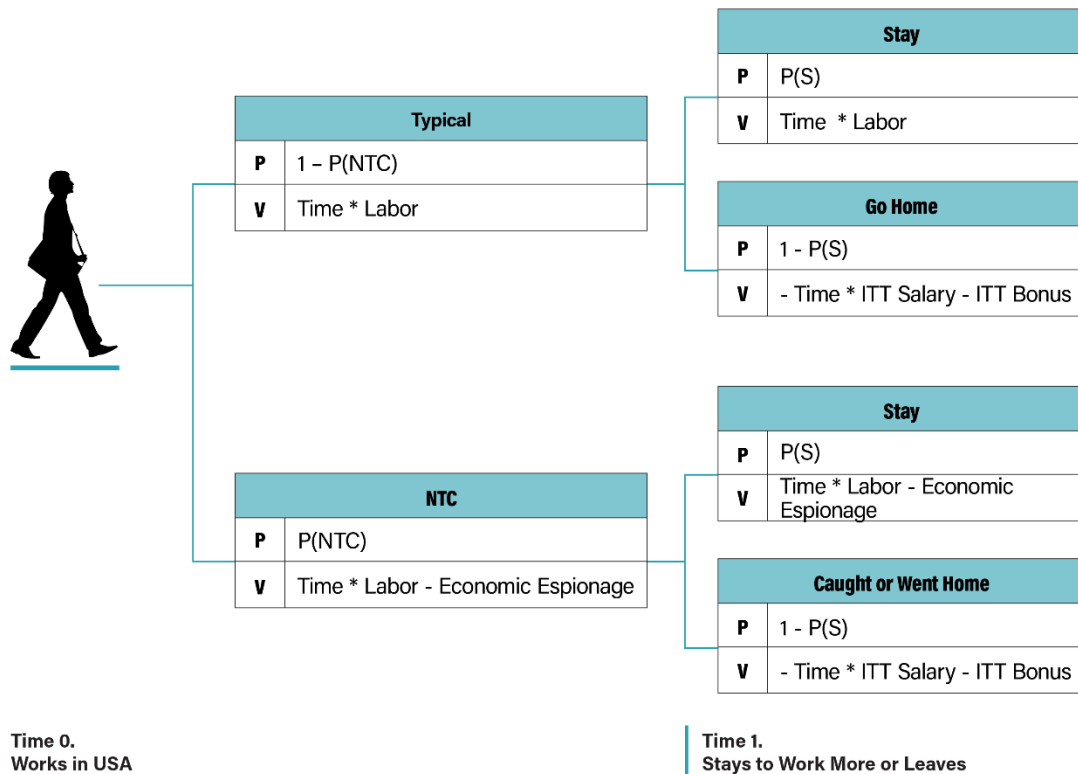 Stay
P P(S)
V Time * Labor
Typical
P 1 – P(NTC)
V Time * Labor
Go Home
P 1 - P(S)
V - Time * ITT Salary - ITT Bonus
Stay
P P(S)
V Time * Labor - Economic
Espionage
NTC
P P(NTC)
V Time * Labor - Economic Espionage
Caught or Went Home
P 1 - P(S)
V - Time * ITT Salary - ITT Bonus
Time 0.
Works in USA
Time 1.
Stays to Work More or Leaves